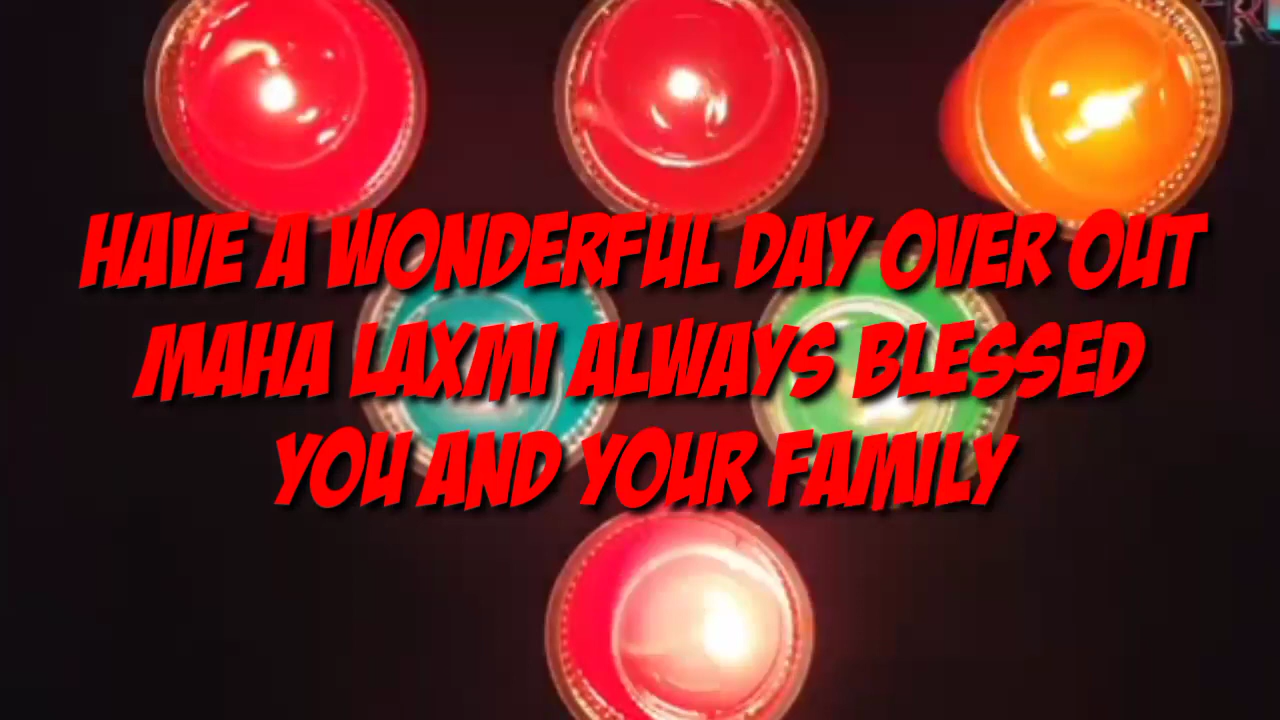 HAVE A WONDERFUL DAY OVER OUT
MAHA LAXMI ALWAYS BLESSED
YOU AND YOUR FAMILY